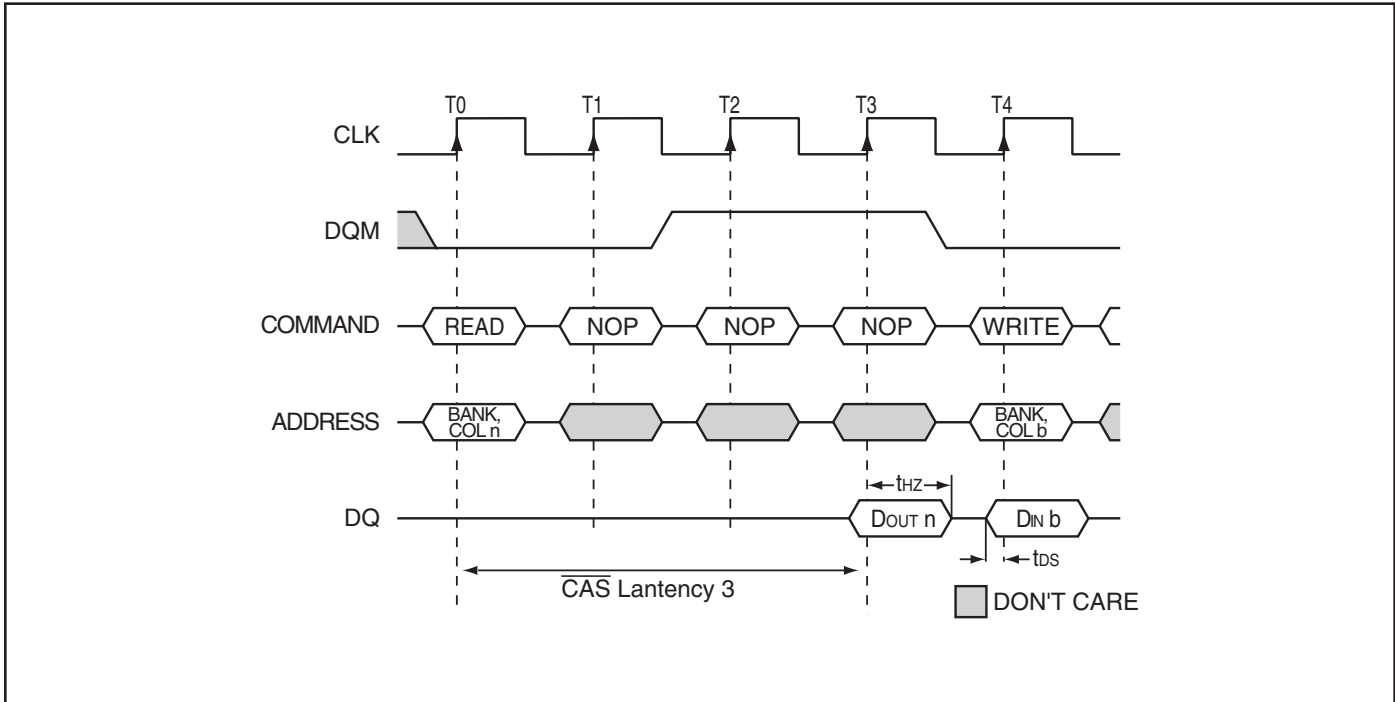 T0 T1 T2 T3 T4
CLK
DQM
COMMAND READ NOP NOP NOP WRITE
ADDRESS BANK, COL n BANK, COL b
tHZ
DQ DOUT n DIN b
tDS
CAS Lantency 3
DON'T CARE